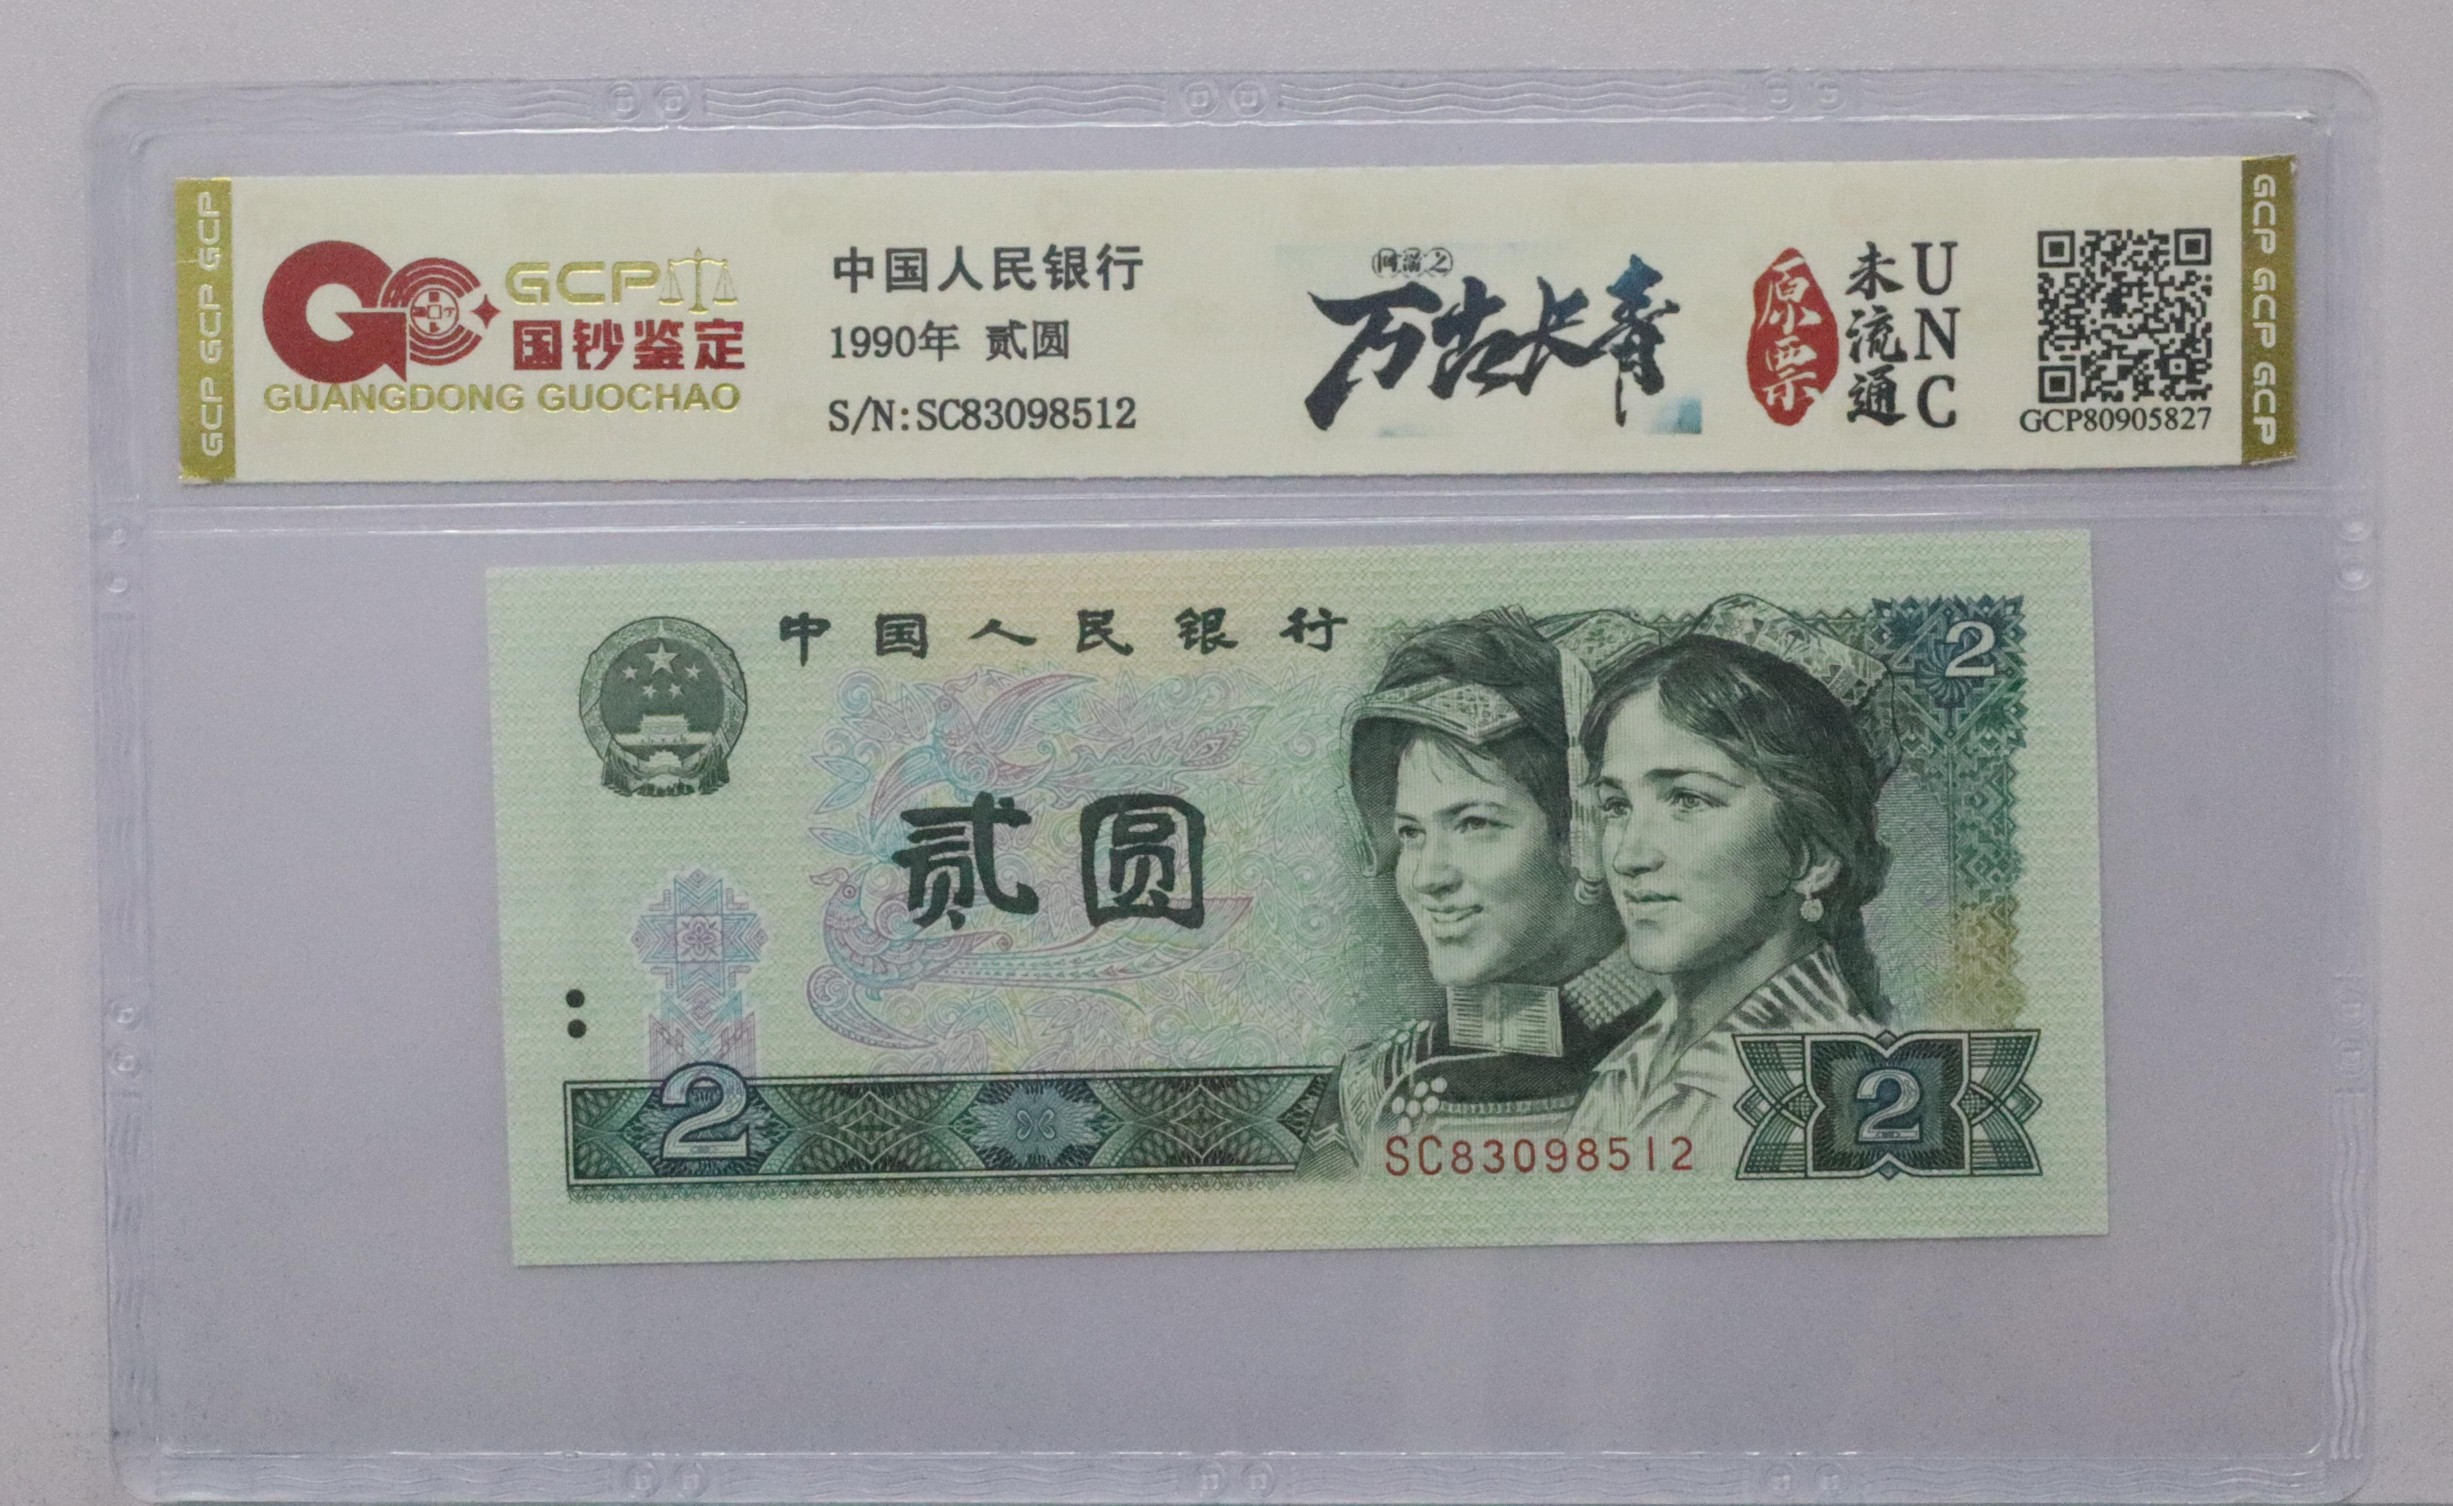 GCP GCP GCP
GCP
国钞鉴定
GUANGDONG GUOCHAO
中国人民银行
1990年 贰圆
S/N:SC83098512
万古长青
原票
未流通
UNC
GCP80905827
GCP GCP GCP GCP
中国人民银行
2
贰圆
2
SC83098512
2